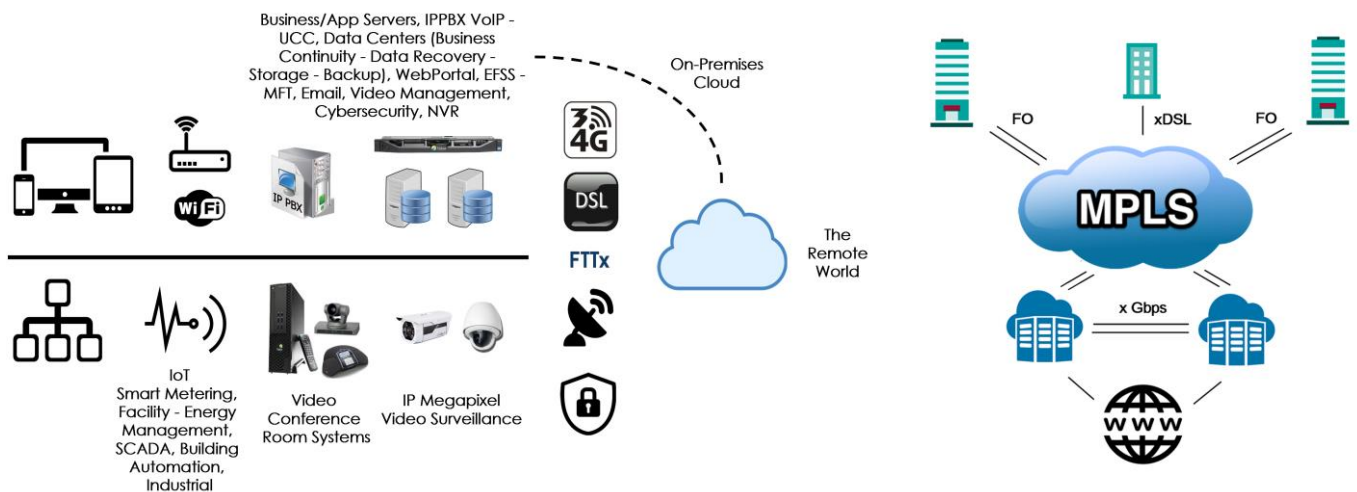 Business/App Servers, IPPBX VoIP -
UCC, Data Centers (Business
Continuity - Data Recovery -
Storage - Backup), WebPortal, EFSS -
MFT, Email, Video Management,
Cybersecurity, NVR
On-Premises
Cloud
3G
4G
WiFi
IP PBX
DSL
FTTx
The
Remote
World
IoT
Smart Metering,
Facility - Energy
Management,
SCADA, Building
Automation,
Industrial
Video
Conference
Room Systems
IP Megapixel
Video Surveillance
FO
xDSL
FO
MPLS
x Gbps
WWW